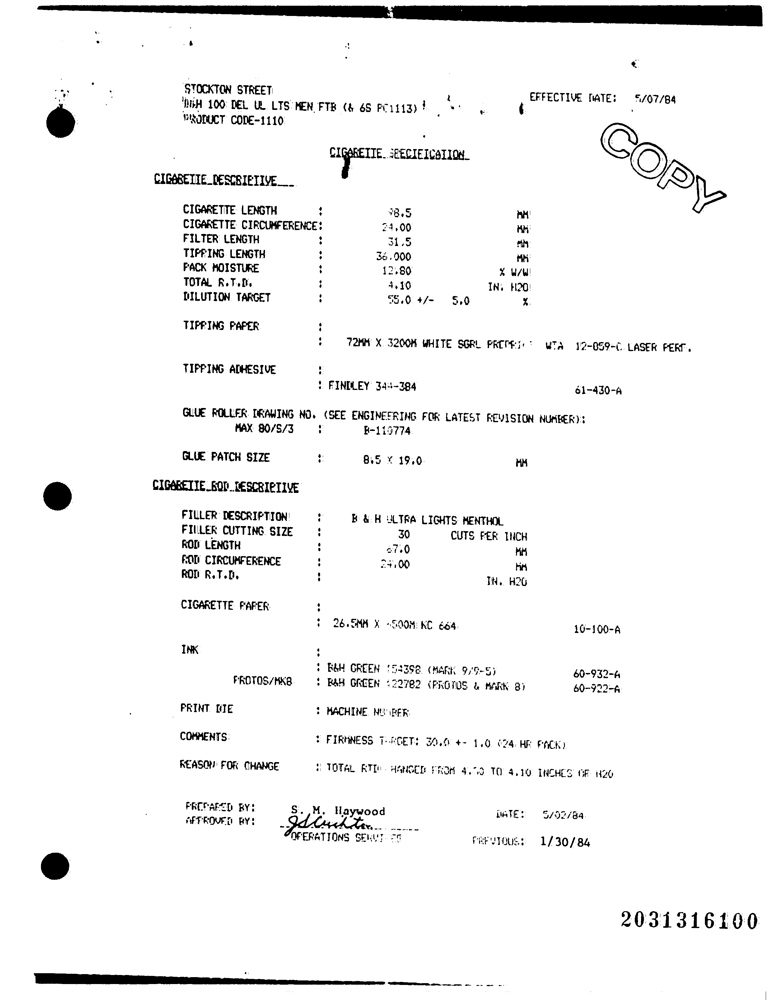 STOCKTON STREET
B&H 100 DEL UL LTS MEN FTB (& 6S PC1113)
EFFECTIVE DATE: 5/07/84
PRODUCT CODE-1110
COPY
CIGARETTE SPECIFICATION
CIGARETTE DESCRIPTIVE
CIGARETTE LENGTH : 98.5 MM
CIGARETTE CIRCUMFERENCE: 24.00 MM
FILTER LENGTH : 31.5 MM
TIPPING LENGTH : 36.000 MM
PACK MOISTURE : 12.80 % W/W
TOTAL R.T.D. : 4.10 IN. H2O
DILUTION TARGET : 55.0 +/- 5.0 %
TIPPING PAPER :
: 72MM X 3200M WHITE SGRL WTA 12-059-C LASER PERF.
TIPPING ADHESIVE :
: FINDLEY 344-384 61-430-A
GLUE ROLLER DRAWING NO. (SEE ENGINEERING FOR LATEST REVISION NUMBER):
MAX 80/S/3 : B-110774
GLUE PATCH SIZE : 8.5 X 19.0 MM
CIGARETTE ROD DESCRIPTIVE
FILLER DESCRIPTION : B & H ULTRA LIGHTS MENTHOL
FILLER CUTTING SIZE : 30 CUTS PER INCH
ROD LENGTH : 67.0 MM
ROD CIRCUMFERENCE : 24.00 MM
ROD R.T.D. : IN. H2O
CIGARETTE PAPER :
: 26.5MM X KC 664 10-100-A
INK :
: B&H GREEN (MARK 9/9-5) 60-932-A
PROTOS/MK8 : B&H GREEN (PROTOS & MARK 8) 60-922-A
PRINT DIE : MACHINE NUMBER
COMMENTS : FIRMNESS TARGET: 30.0 +- 1.0 (24 HR PACK)
REASON FOR CHANGE : TOTAL RTD CHANGED FROM TO 4.10 INCHES OF H2O
PREPARED BY: S. M. Haywood DATE: 5/02/84
APPROVED BY:
OPERATIONS SERVICES
PREVIOUS: 1/30/84
2031316100